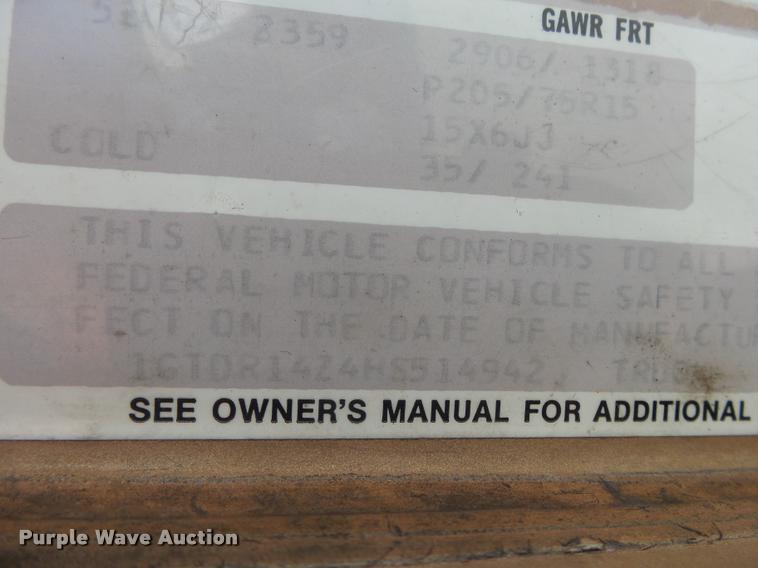 GAWR FRT
2359 2906/ 1318
P205/75R15
15X6JJ
COLD 35/ 241
THIS VEHICLE CONFORMS TO ALL
FEDERAL MOTOR VEHICLE SAFETY
FECT ON THE DATE OF MANUFACTU
1GTDR14Z4HS514942,
SEE OWNER'S MANUAL FOR ADDITIONAL
Purple Wave Auction